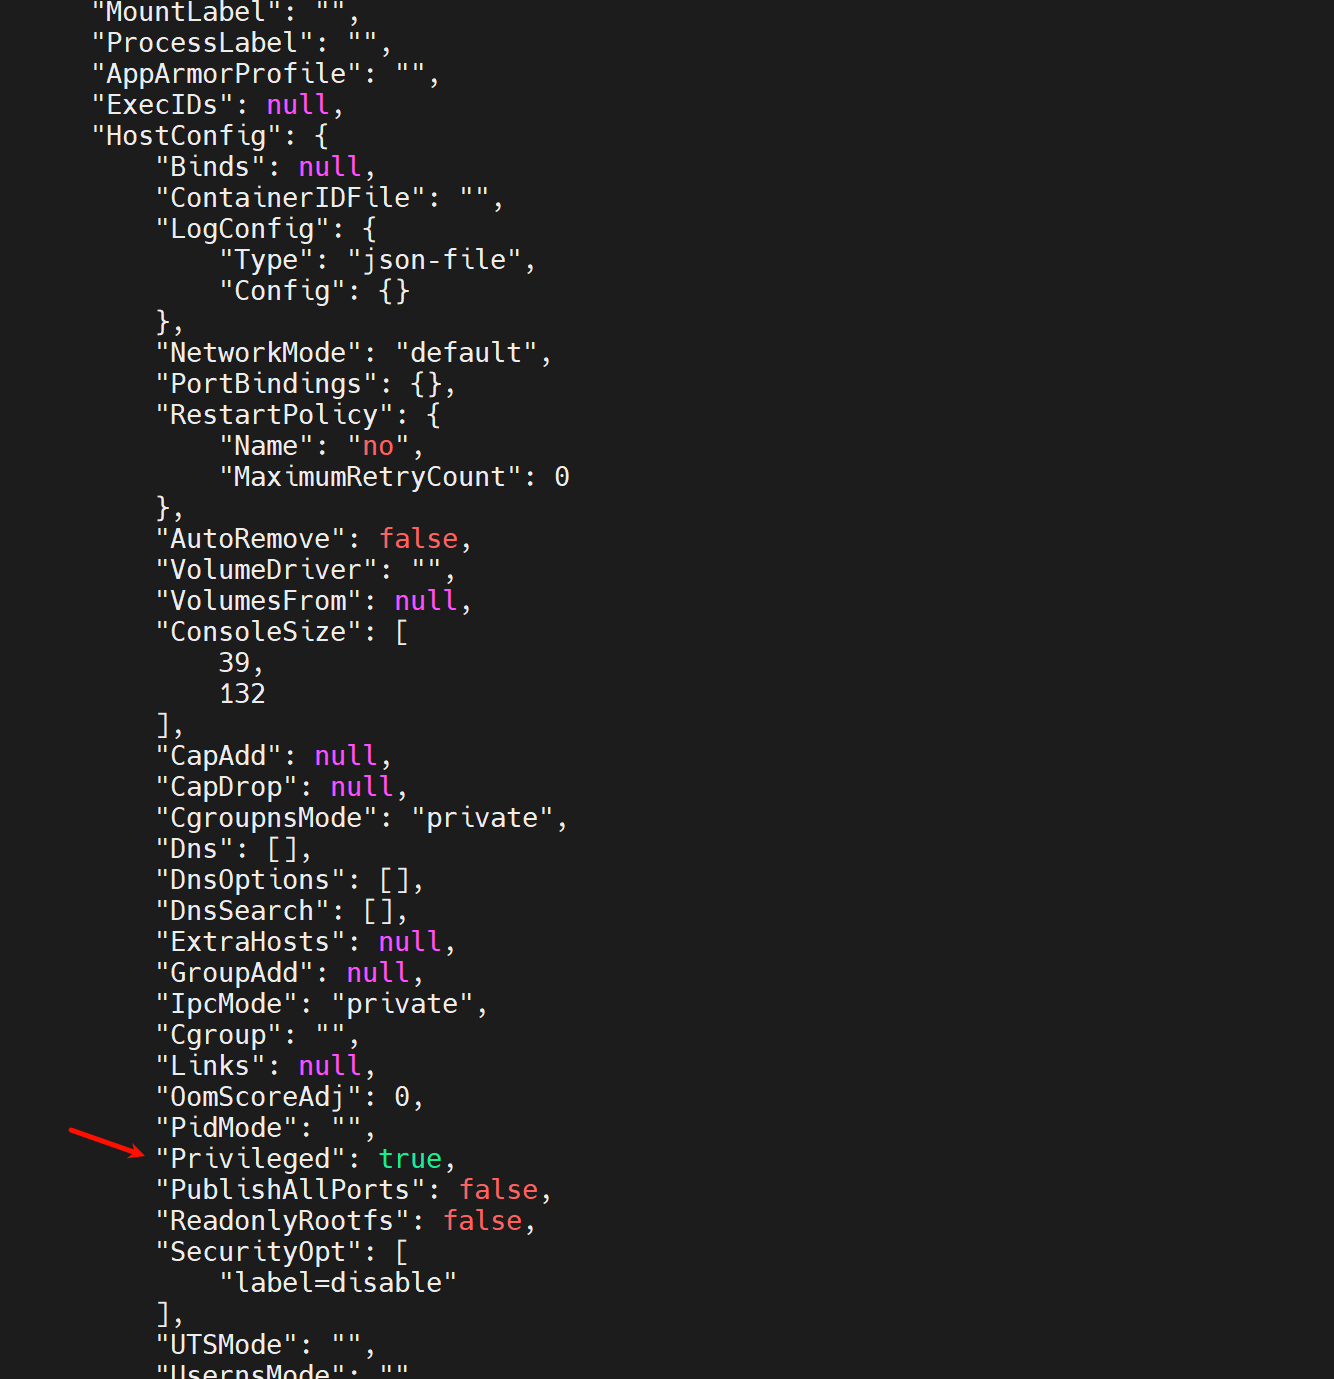 "MountLabel": "",
"ProcessLabel": "",
"AppArmorProfile": "",
"ExecIDs": null,
"HostConfig": {
"Binds": null,
"ContainerIDFile": "",
"LogConfig": {
"Type": "json-file",
"Config": {}
},
"NetworkMode": "default",
"PortBindings": {},
"RestartPolicy": {
"Name": "no",
"MaximumRetryCount": 0
},
"AutoRemove": false,
"VolumeDriver": "",
"VolumesFrom": null,
"ConsoleSize": [
39,
132
],
"CapAdd": null,
"CapDrop": null,
"CgroupnsMode": "private",
"Dns": [],
"DnsOptions": [],
"DnsSearch": [],
"ExtraHosts": null,
"GroupAdd": null,
"IpcMode": "private",
"Cgroup": "",
"Links": null,
"OomScoreAdj": 0,
"PidMode": "",
"Privileged": true,
"PublishAllPorts": false,
"ReadonlyRootfs": false,
"SecurityOpt": [
"label=disable"
],
"UTSMode": "",
"UsernsMode": ""